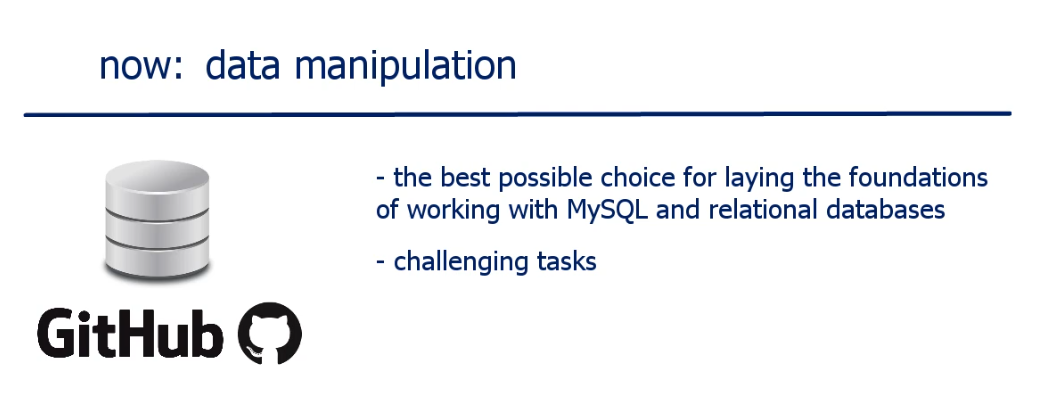 now: data manipulation
- the best possible choice for laying the foundations
of working with MySQL and relational databases
- challenging tasks
GitHub